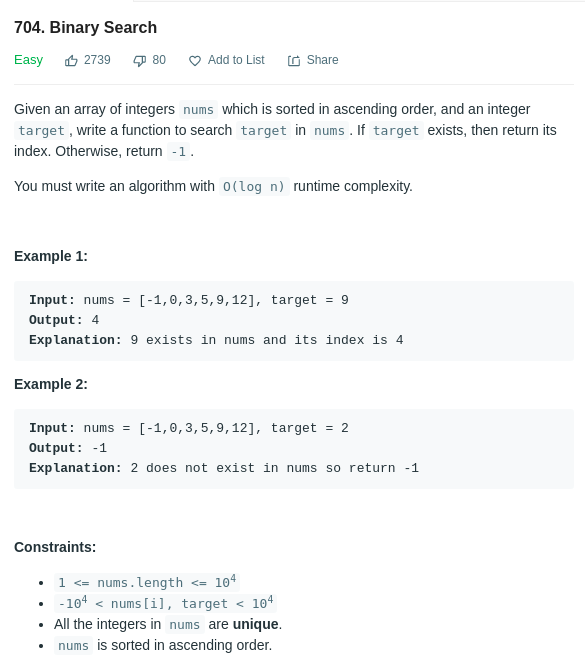 704. Binary Search
Easy 2739 80 Add to List Share
Given an array of integers nums which is sorted in ascending order, and an integer
target , write a function to search target in nums . If target exists, then return its
index. Otherwise, return -1 .
You must write an algorithm with O(log n) runtime complexity.
Example 1:
Input: nums = [-1,0,3,5,9,12], target = 9
Output: 4
Explanation: 9 exists in nums and its index is 4
Example 2:
Input: nums = [-1,0,3,5,9,12], target = 2
Output: -1
Explanation: 2 does not exist in nums so return -1
Constraints:
• 1 <= nums.length <= 10⁴
• -10⁴ < nums[i], target < 10⁴
• All the integers in nums are unique.
• nums is sorted in ascending order.